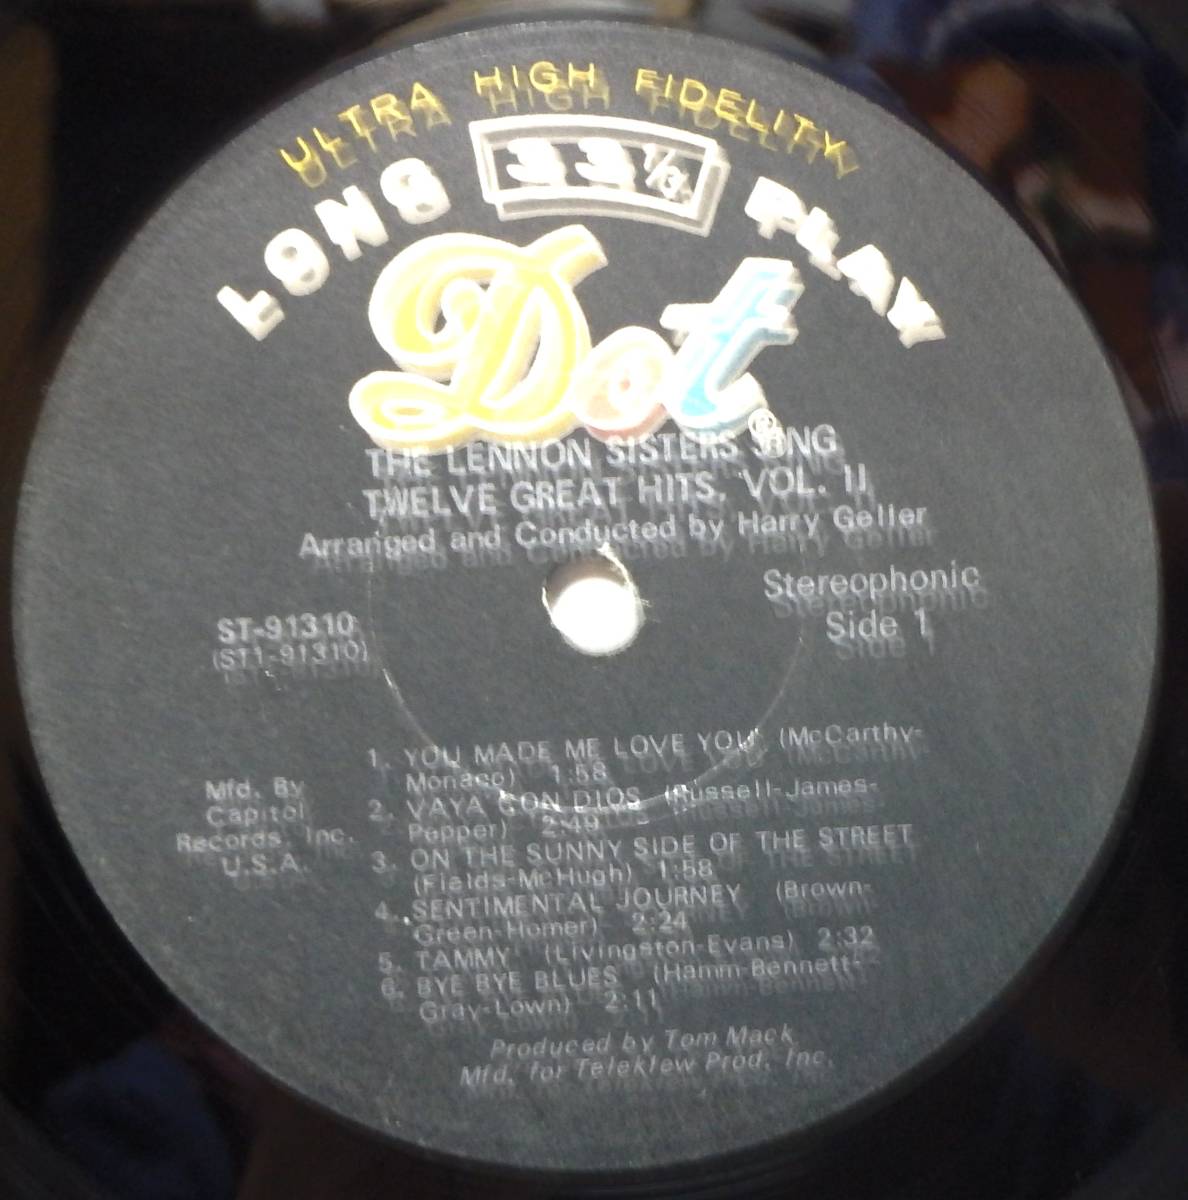 ULTRA HIGH FIDELITY
LONG 33 1/3 PLAY
Dot
®
THE LENNON SISTERS SING
TWELVE GREAT HITS, VOL. II
Arranged and Conducted by Harry Geller
Stereophonic
Side 1
ST-91310
(ST1-91310)
Mfd. By
Capitol
Records, Inc.
U.S.A.
1. YOU MADE ME LOVE YOU (McCarthy-
Monaco) 1:58
2. VAYA CON DIOS (Russell-James-
Pepper) 2:49
3. ON THE SUNNY SIDE OF THE STREET
(Fields-McHugh) 1:58
4. SENTIMENTAL JOURNEY (Brown-
Green-Homer) 2:24
5. TAMMY (Livingston-Evans) 2:32
6. BYE BYE BLUES (Hamm-Bennett-
Gray-Lown) 2:11
Produced by Tom Mack
Mfd. for Teleklew Prod. Inc.